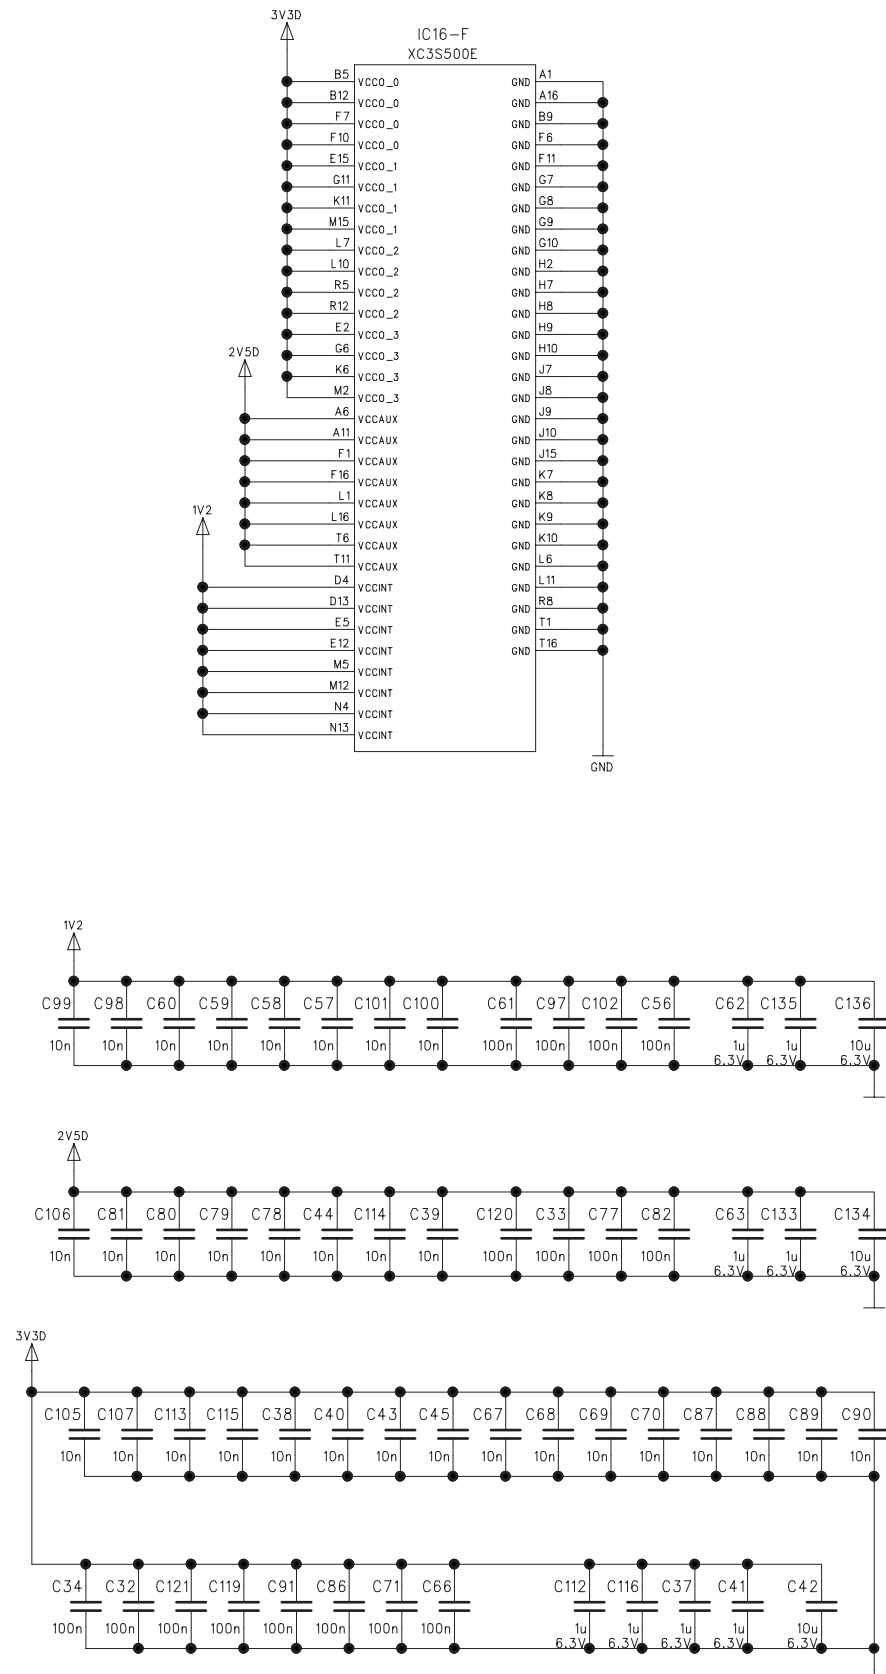 3V3D
IC16-F
XC3S500E
B5 VCCO_0 GND A1
B12 VCCO_0 GND A16
F7 VCCO_0 GND B9
F10 VCCO_0 GND F6
E15 VCCO_1 GND F11
G11 VCCO_1 GND G7
K11 VCCO_1 GND G8
M15 VCCO_1 GND G9
L7 VCCO_2 GND G10
L10 VCCO_2 GND H2
R5 VCCO_2 GND H7
R12 VCCO_2 GND H8
E2 VCCO_3 GND H9
2V5D G6 VCCO_3 GND H10
K6 VCCO_3 GND J7
M2 VCCO_3 GND J8
A6 VCCAUX GND J9
A11 VCCAUX GND J10
F1 VCCAUX GND J15
F16 VCCAUX GND K7
L1 VCCAUX GND K8
1V2 L16 VCCAUX GND K9
T6 VCCAUX GND K10
T11 VCCAUX GND L6
D4 VCCINT GND L11
D13 VCCINT GND R8
E5 VCCINT GND T1
E12 VCCINT GND T16
M5 VCCINT
M12 VCCINT
N4 VCCINT
N13 VCCINT
GND
1V2
C99 C98 C60 C59 C58 C57 C101 C100 C61 C97 C102 C56 C62 C135 C136
10n 10n 10n 10n 10n 10n 10n 10n 100n 100n 100n 100n 1u 1u 10u
6.3V 6.3V 6.3V
2V5D
C106 C81 C80 C79 C78 C44 C114 C39 C120 C33 C77 C82 C63 C133 C134
10n 10n 10n 10n 10n 10n 10n 10n 100n 100n 100n 100n 1u 1u 10u
6.3V 6.3V 6.3V
3V3D
C105 C107 C113 C115 C38 C40 C43 C45 C67 C68 C69 C70 C87 C88 C89 C90
10n 10n 10n 10n 10n 10n 10n 10n 10n 10n 10n 10n 10n 10n 10n 10n
C34 C32 C121 C119 C91 C86 C71 C66 C112 C116 C37 C41 C42
100n 100n 100n 100n 100n 100n 100n 100n 1u 1u 1u 1u 10u
6.3V 6.3V 6.3V 6.3V 6.3V